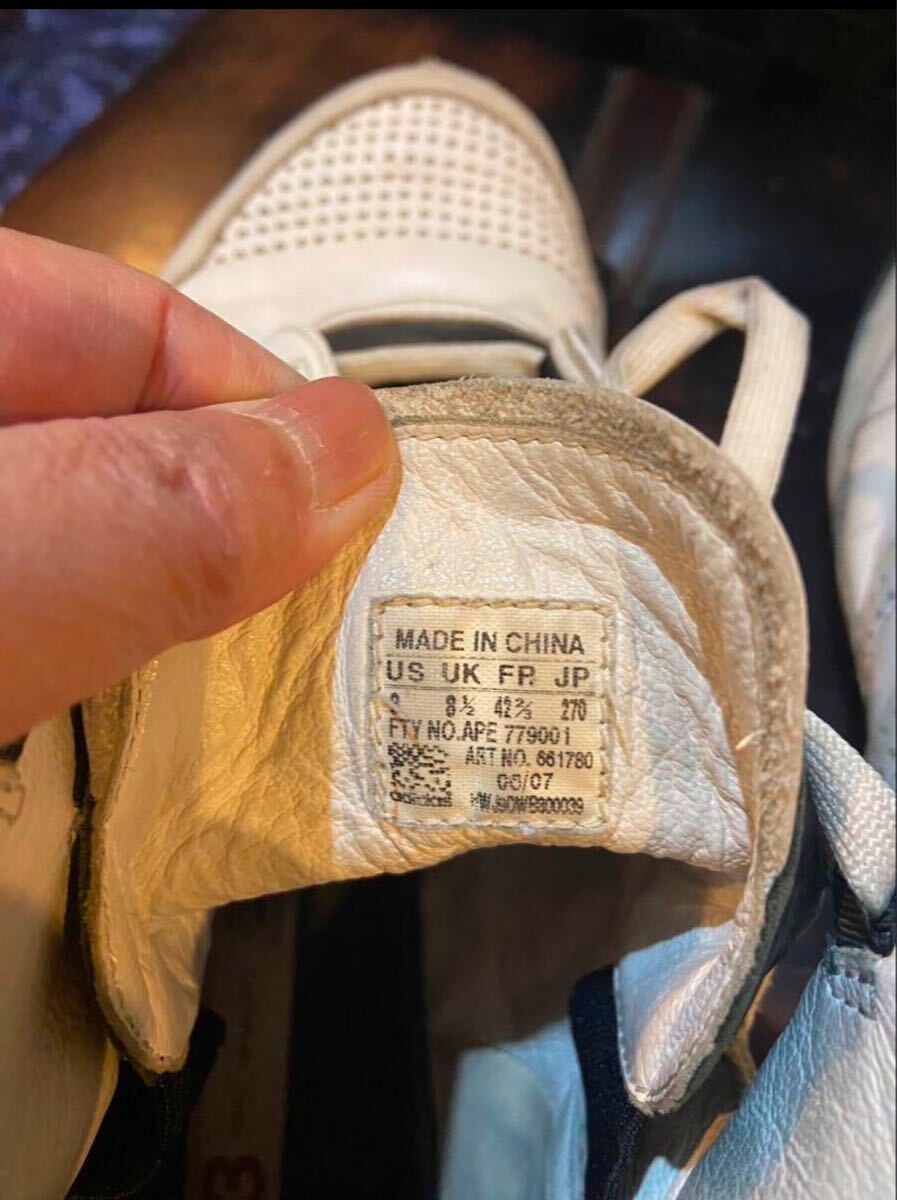 MADE IN CHINA
US UK FR JP
8½ 42⅔ 270
FTY NO.APE 779001
ART NO. 661780
06/07
adidas